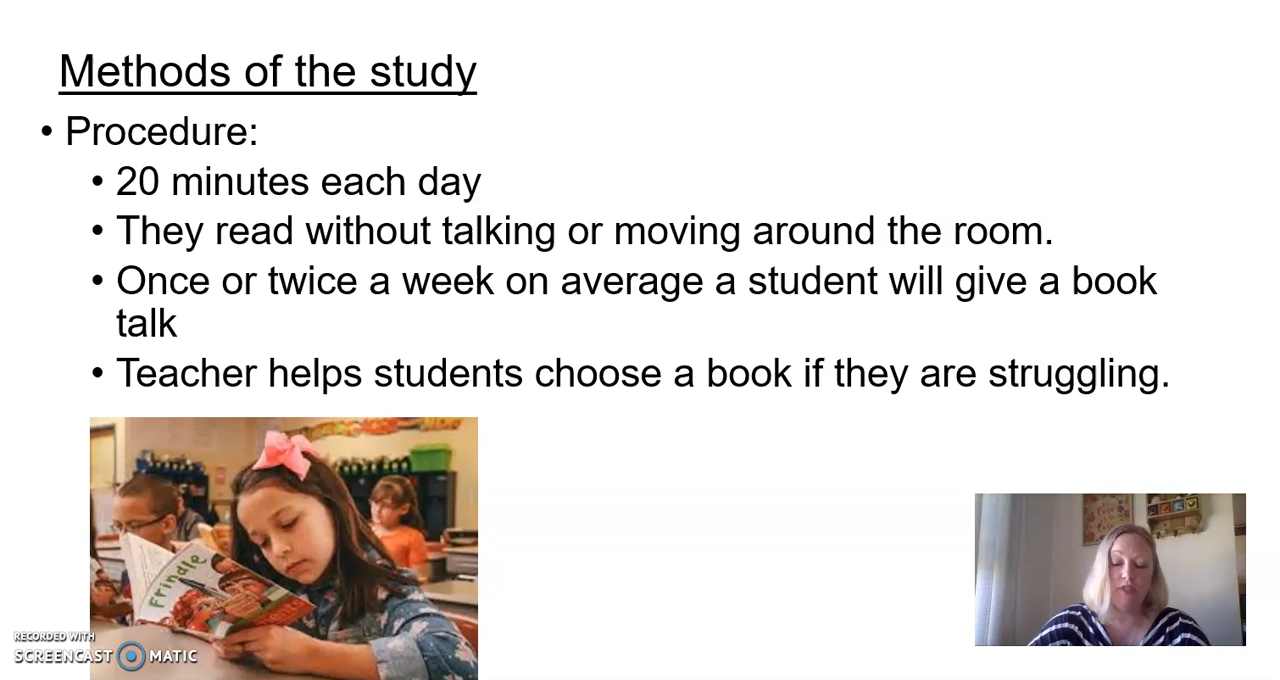 Methods of the study
• Procedure:
• 20 minutes each day
• They read without talking or moving around the room.
• Once or twice a week on average a student will give a book
talk
• Teacher helps students choose a book if they are struggling.
Frindle
RECORDED WITH
SCREENCAST MATIC